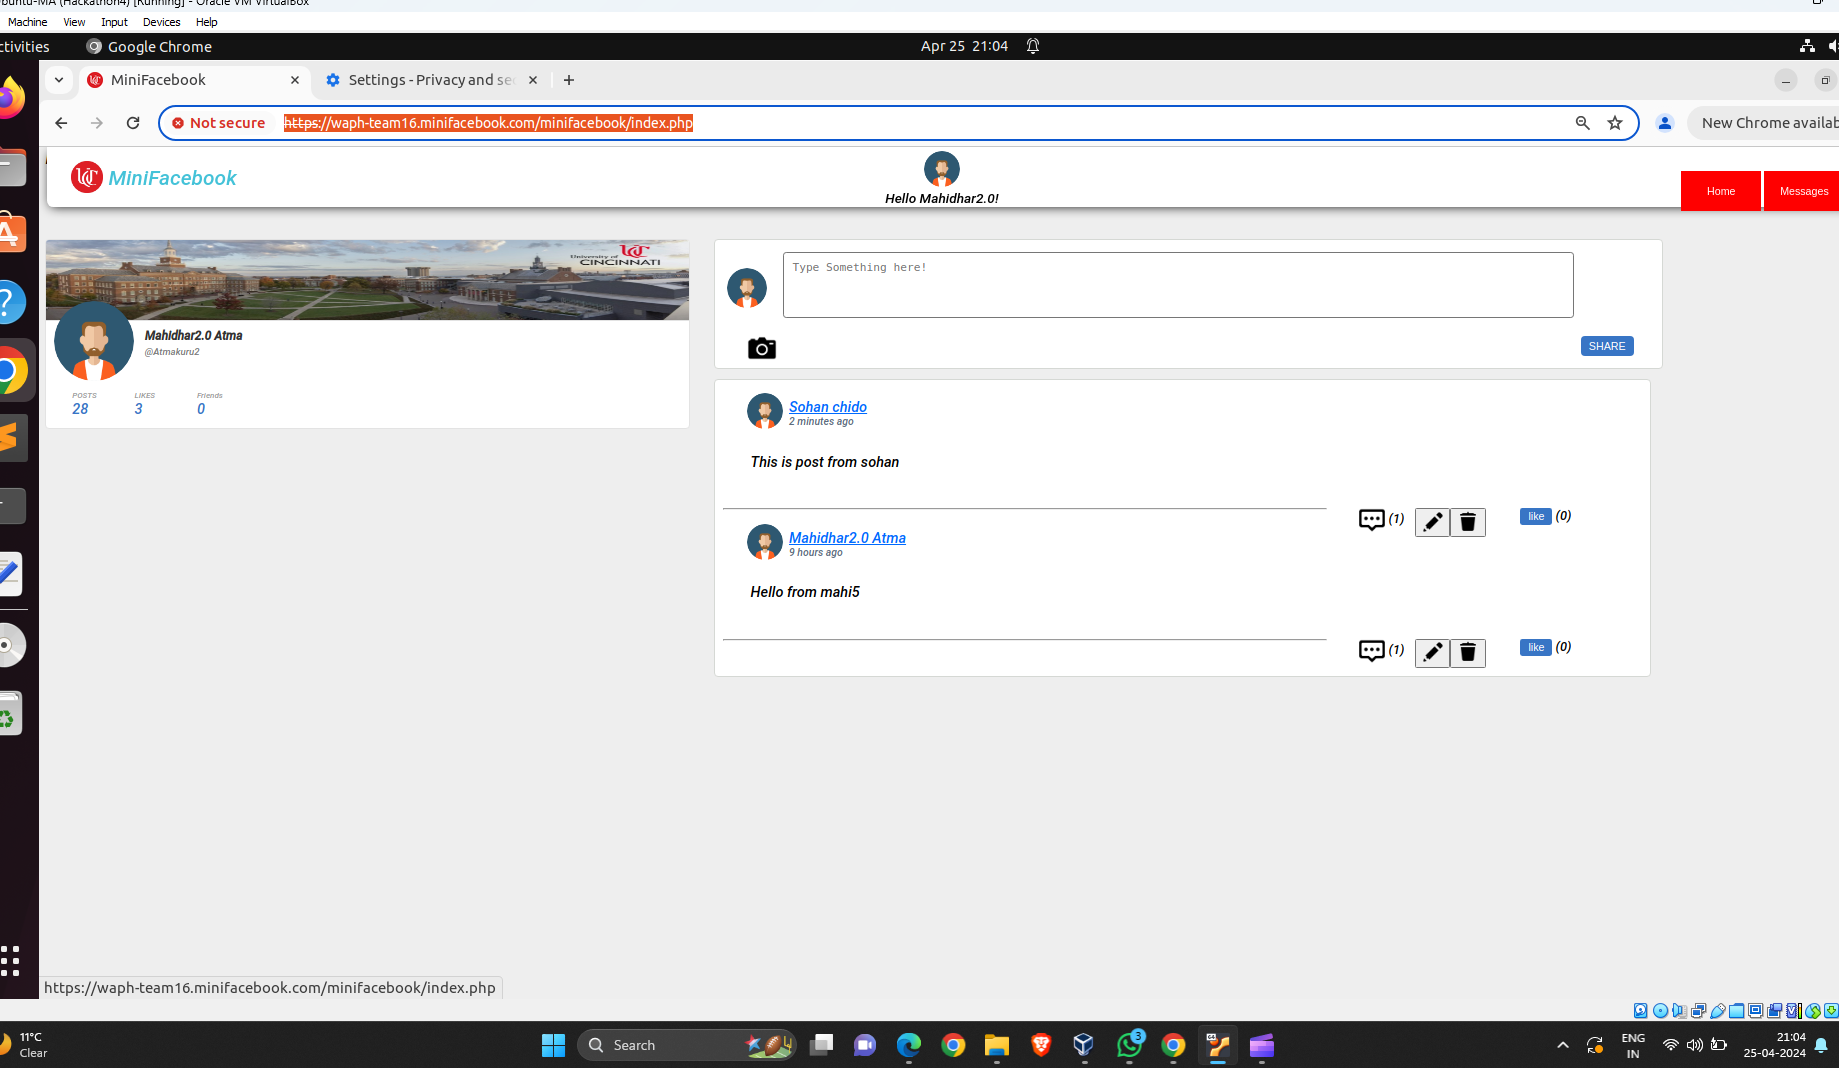 Ubuntu-MA (Hackathon4) [Running] - Oracle VM VirtualBox
Machine View Input Devices Help
ctivities Google Chrome Apr 25 21:04
MiniFacebook Settings - Privacy and se
Not secure https://waph-team16.minifacebook.com/minifacebook/index.php New Chrome availab
UC MiniFacebook
Hello Mahidhar2.0!
Home Messages
University of
CINCINNATI
Mahidhar2.0 Atma
@Atmakuru2
POSTS LIKES Friends
28 3 0
Type Something here!
SHARE
Sohan chido
2 minutes ago
This is post from sohan
(1) like (0)
Mahidhar2.0 Atma
9 hours ago
Hello from mahi5
(1) like (0)
https://waph-team16.minifacebook.com/minifacebook/index.php
11°C
Clear
Search
3
ENG
IN
21:04
25-04-2024